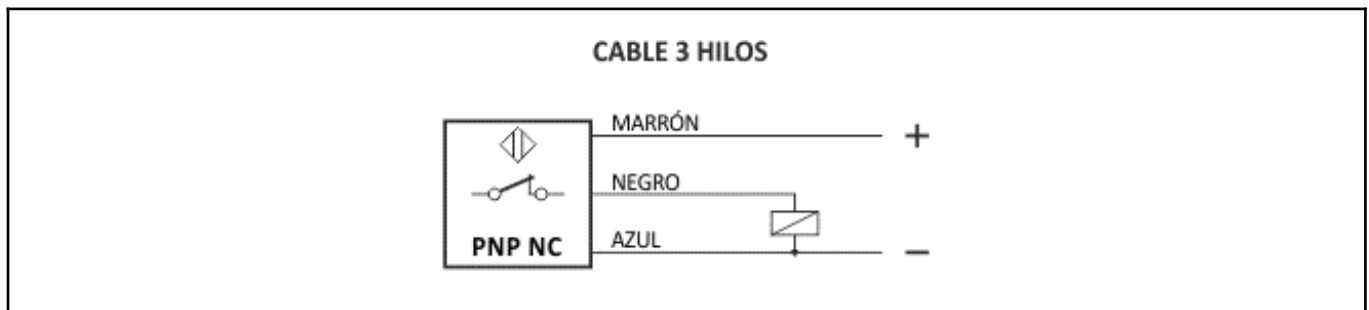 CABLE 3 HILOS
MARRÓN
+
NEGRO
PNP NC
AZUL
−